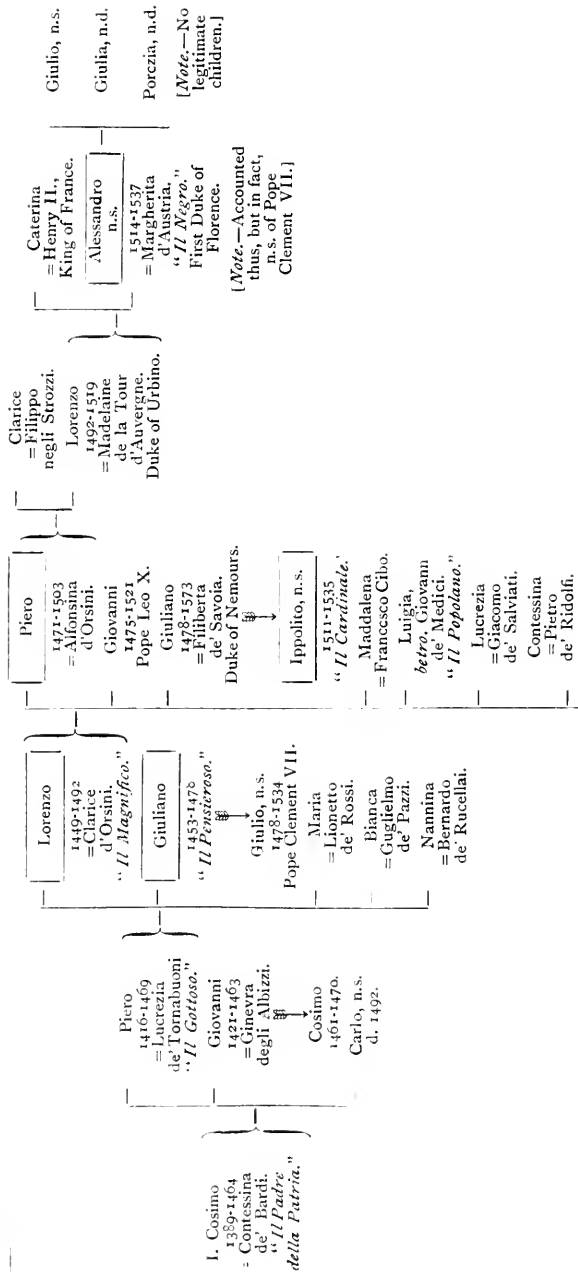 I. Cosimo
1389-1464
= Contessina
de' Bardi.
"Il Padre
della Patria."
Piero
1416-1469
=Lucrezia
de' Tornabuoni
"Il Gottoso."
Giovanni
1421-1463
=Ginevra
degli Albizzi.
Cosimo
1461-1470.
Carlo, n.s.
d. 1492.
Lorenzo
1449-1492
=Clarice
d'Orsini.
"Il Magnifico."
Giuliano
1453-1478
"Il Pensieroso."
Giulio, n.s.
1478-1534
Pope Clement VII.
Maria
=Lionetto
de' Rossi.
Bianca
=Guglielmo
de' Pazzi.
Nannina
=Bernardo
de' Rucellai.
Piero
1471-1503
=Alfonsina
d'Orsini.
Giovanni
1475-1521
Pope Leo X.
Giuliano
1478-1573
=Filiberta
de' Savoia.
Duke of Nemours.
Ippolito, n.s.
1511-1535
"Il Cardinale.'
Maddalena
=Francesco Cibo.
Luigia,
betro. Giovann
de' Medici.
"Il Popolano."
Lucrezia
=Giacomo
de' Salviati.
Contessina
=Pietro
de' Ridolfi.
Clarice
=Filippo
negli Strozzi.
Lorenzo
1492-1519
=Madelaine
de la Tour
d'Auvergne.
Duke of Urbino.
Caterina
=Henry II.,
King of France.
Alessandro
n.s.
1514-1537
=Margherita
d'Austria.
"Il Negro."
First Duke of
Florence.
[Note.—Accounted
thus, but in fact,
n.s. of Pope
Clement VII.]
Giulio, n.s.
Giulia, n.d.
Porczia, n.d.
[Note.—No
legitimate
children.]